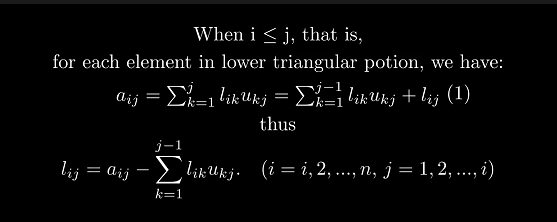 When i ≤ j, that is,
for each element in lower triangular potion, we have:
a_{ij} = ∑_{k=1}^{j} l_{ik}u_{kj} = ∑_{k=1}^{j-1} l_{ik}u_{kj} + l_{ij} (1)
thus
l_{ij} = a_{ij} − ∑_{k=1}^{j-1} l_{ik}u_{kj}. (i = i, 2, ..., n, j = 1, 2, ..., i)